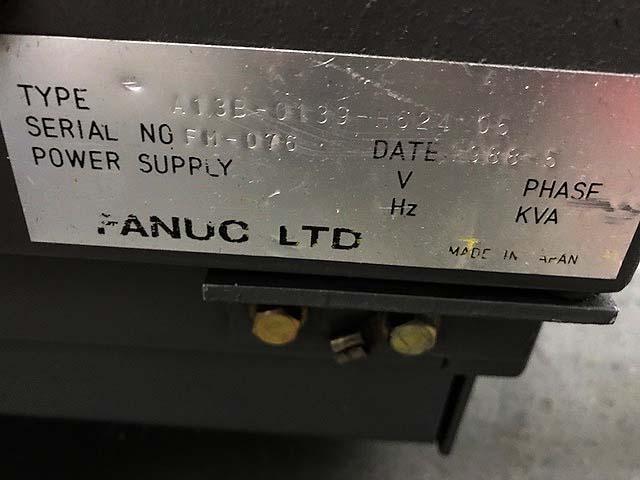 TYPE A13B-0139-H624 05
SERIAL NO FM-076 DATE 1988-5
POWER SUPPLY V PHASE
Hz KVA
FANUC LTD MADE IN JAPAN